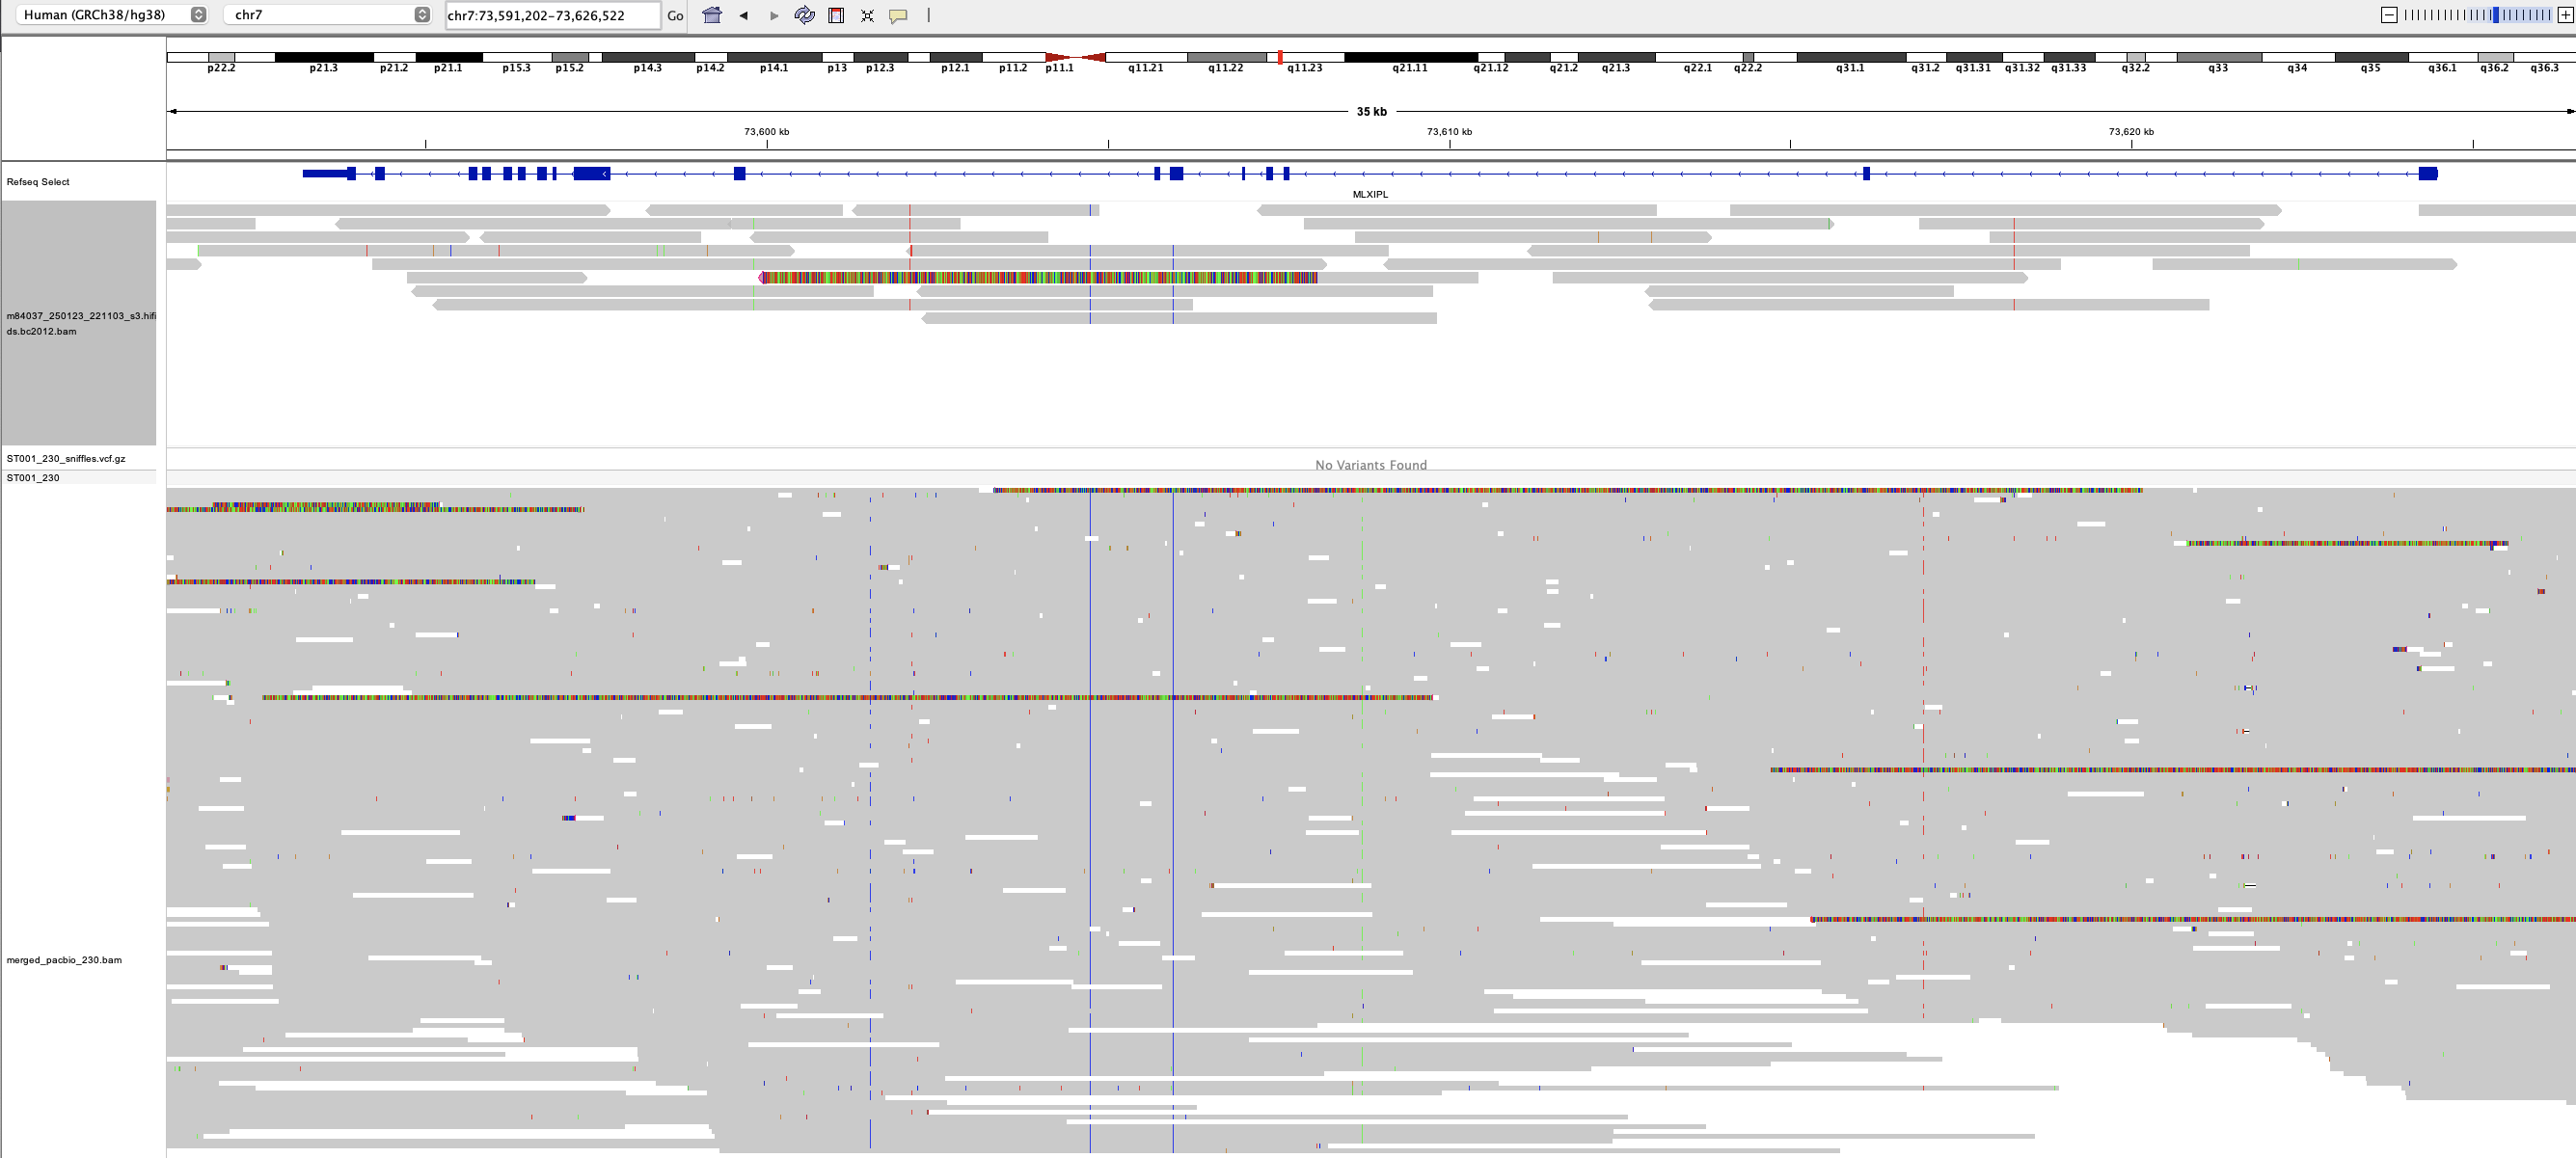 Human (GRCh38/hg38) chr7 chr7:73,591,202-73,626,522 Go
p22.2 p21.3 p21.2 p21.1 p15.3 p15.2 p14.3 p14.2 p14.1 p13 p12.3 p12.1 p11.2 p11.1 q11.21 q11.22 q11.23 q21.11 q21.12 q21.2 q21.3 q22.1 q22.2 q31.1 q31.2 q31.31 q31.32 q31.33 q32.2 q33 q34 q35 q36.1 q36.2 q36.3
35 kb
73,600 kb 73,610 kb 73,620 kb
Refseq Select
MLXIPL
m84037_250123_221103_s3.hifi
ds.bc2012.bam
ST001_230_sniffles.vcf.gz
No Variants Found
ST001_230
merged_pacbio_230.bam